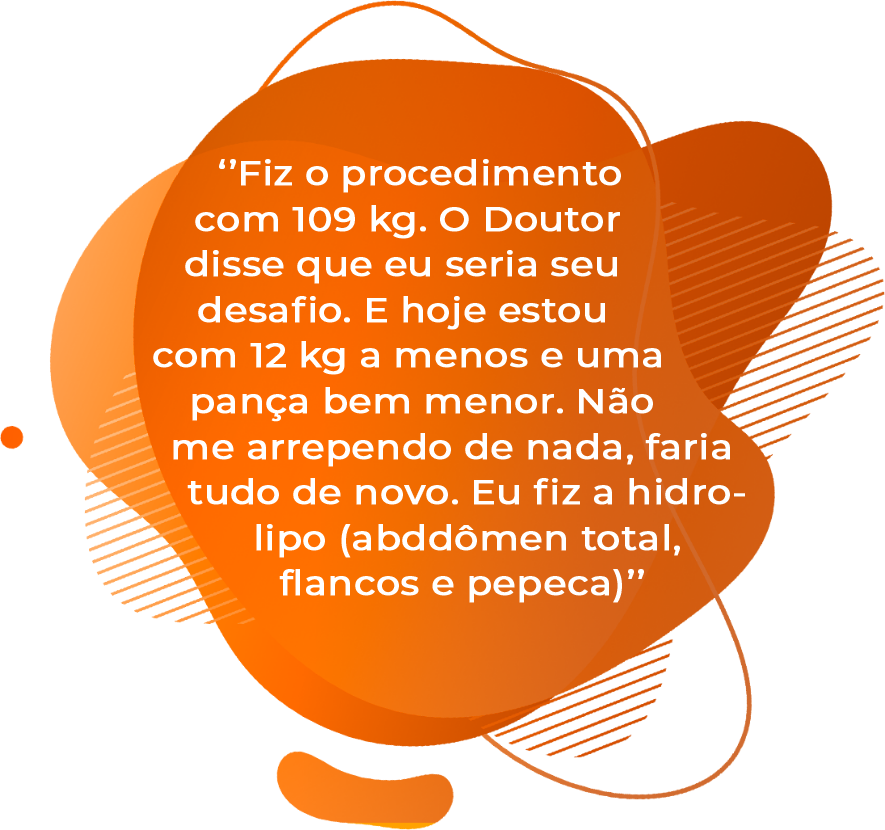 ‘’Fiz o procedimento
com 109 kg. O Doutor
disse que eu seria seu
desafio. E hoje estou
com 12 kg a menos e uma
pança bem menor. Não
me arrependo de nada, faria
tudo de novo. Eu fiz a hidro-
lipo (abddômen total,
flancos e pepeca)’’